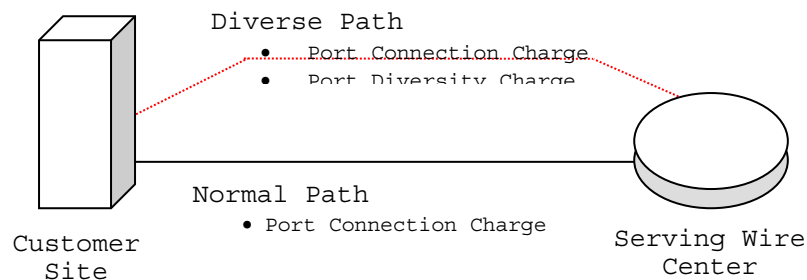 Diverse Path
• Port Connection Charge
• Port Diversity Charge
Normal Path
• Port Connection Charge
Customer
Site
Serving Wire
Center